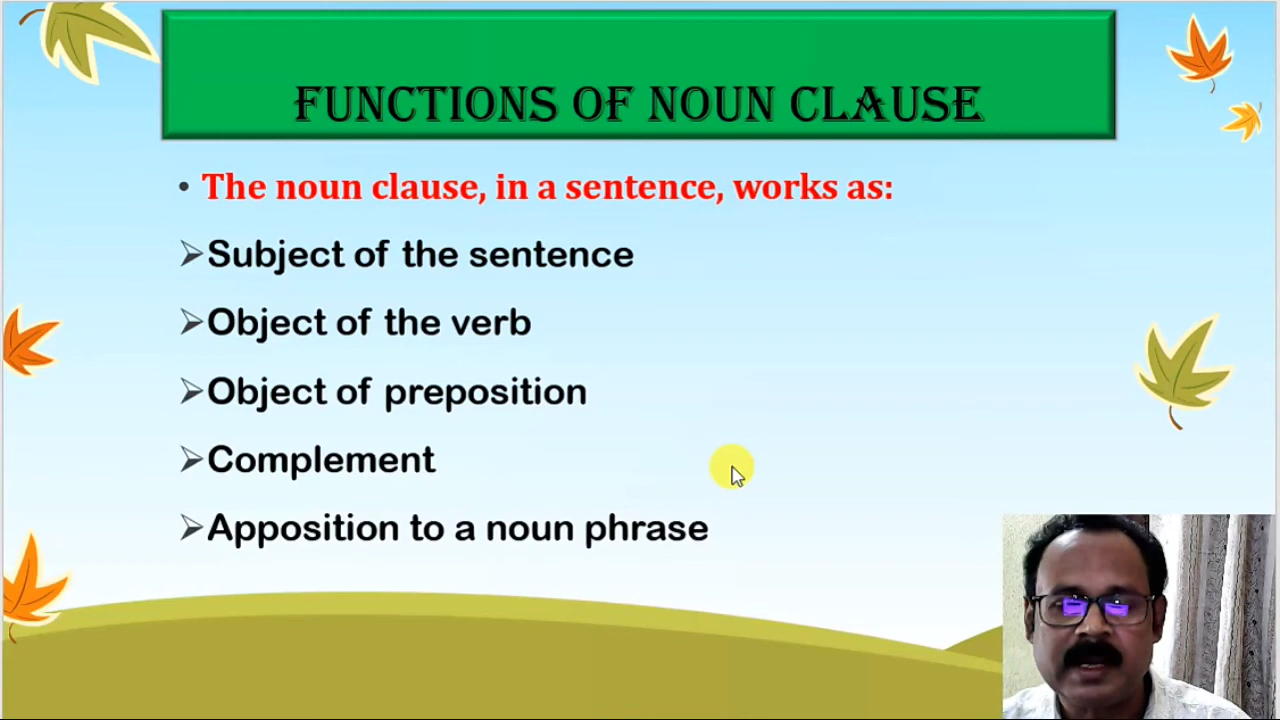 FUNCTIONS OF NOUN CLAUSE
• The noun clause, in a sentence, works as:
➢Subject of the sentence
➢Object of the verb
➢Object of preposition
➢Complement
➢Apposition to a noun phrase